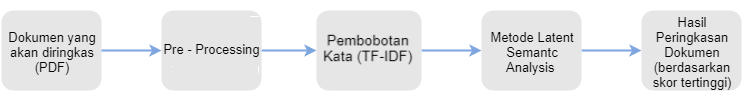 Dokumen yang
akan diringkas
(PDF)
Pre - Processing
Pembobotan
Kata (TF-IDF)
Metode Latent
Semantc
Analysis
Hasil
Peringkasan
Dokumen
(berdasarkan
skor tertinggi)